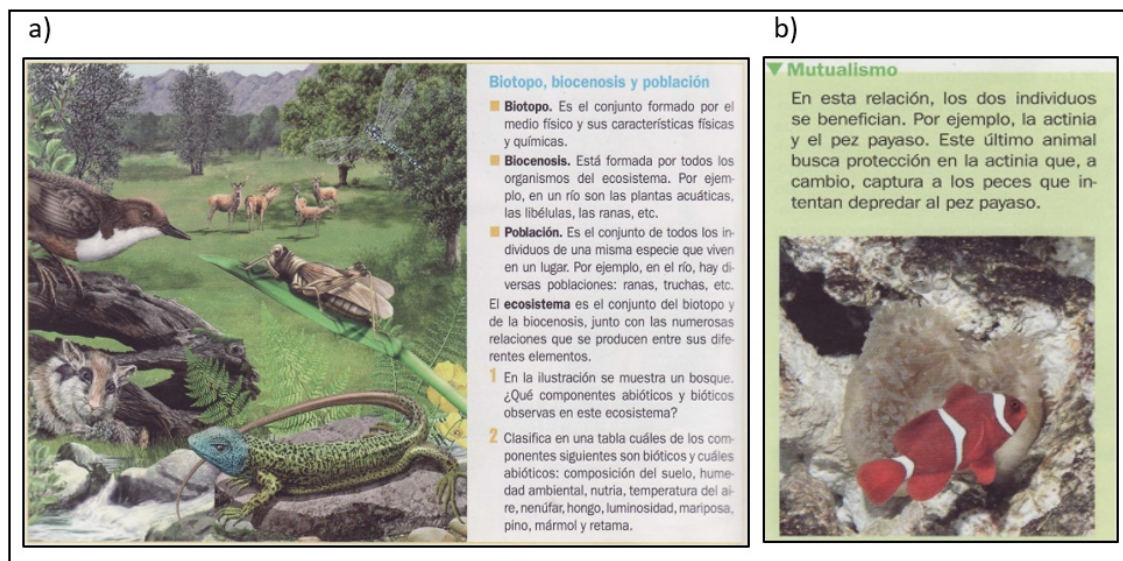 a)
Biotopo, biocenosis y población
Biotopo. Es el conjunto formado por el
medio físico y sus características físicas
y químicas.
Biocenosis. Está formada por todos los
organismos del ecosistema. Por ejem-
plo, en un río son las plantas acuáticas,
las libélulas, las ranas, etc.
Población. Es el conjunto de todos los in-
dividuos de una misma especie que viven
en un lugar. Por ejemplo, en el río, hay di-
versas poblaciones: ranas, truchas, etc.
El ecosistema es el conjunto del biotopo y
de la biocenosis, junto con las numerosas
relaciones que se producen entre sus dife-
rentes elementos.
1 En la ilustración se muestra un bosque.
¿Qué componentes abióticos y bióticos
observas en este ecosistema?
2 Clasifica en una tabla cuáles de los com-
ponentes siguientes son bióticos y cuáles
abióticos: composición del suelo, hume-
dad ambiental, nutria, temperatura del ai-
re, nenúfar, hongo, luminosidad, mariposa,
pino, mármol y retama.
b)
Mutualismo
En esta relación, los dos individuos
se benefician. Por ejemplo, la actinia
y el pez payaso. Este último animal
busca protección en la actinia que, a
cambio, captura a los peces que in-
tentan depredar al pez payaso.